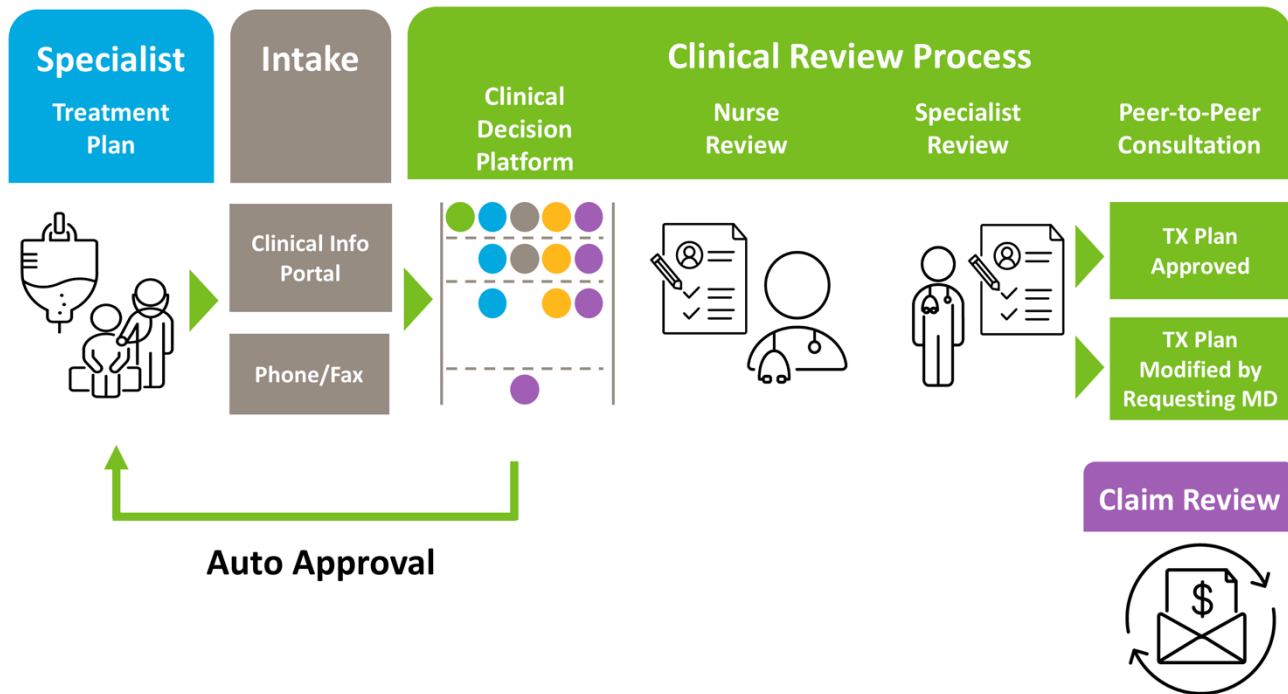 Specialist
Treatment
Plan
Intake
Clinical Review Process
Clinical
Decision
Platform
Nurse
Review
Specialist
Review
Peer-to-Peer
Consultation
Clinical Info
Portal
Phone/Fax
TX Plan
Approved
TX Plan
Modified by
Requesting MD
Auto Approval
Claim Review
$